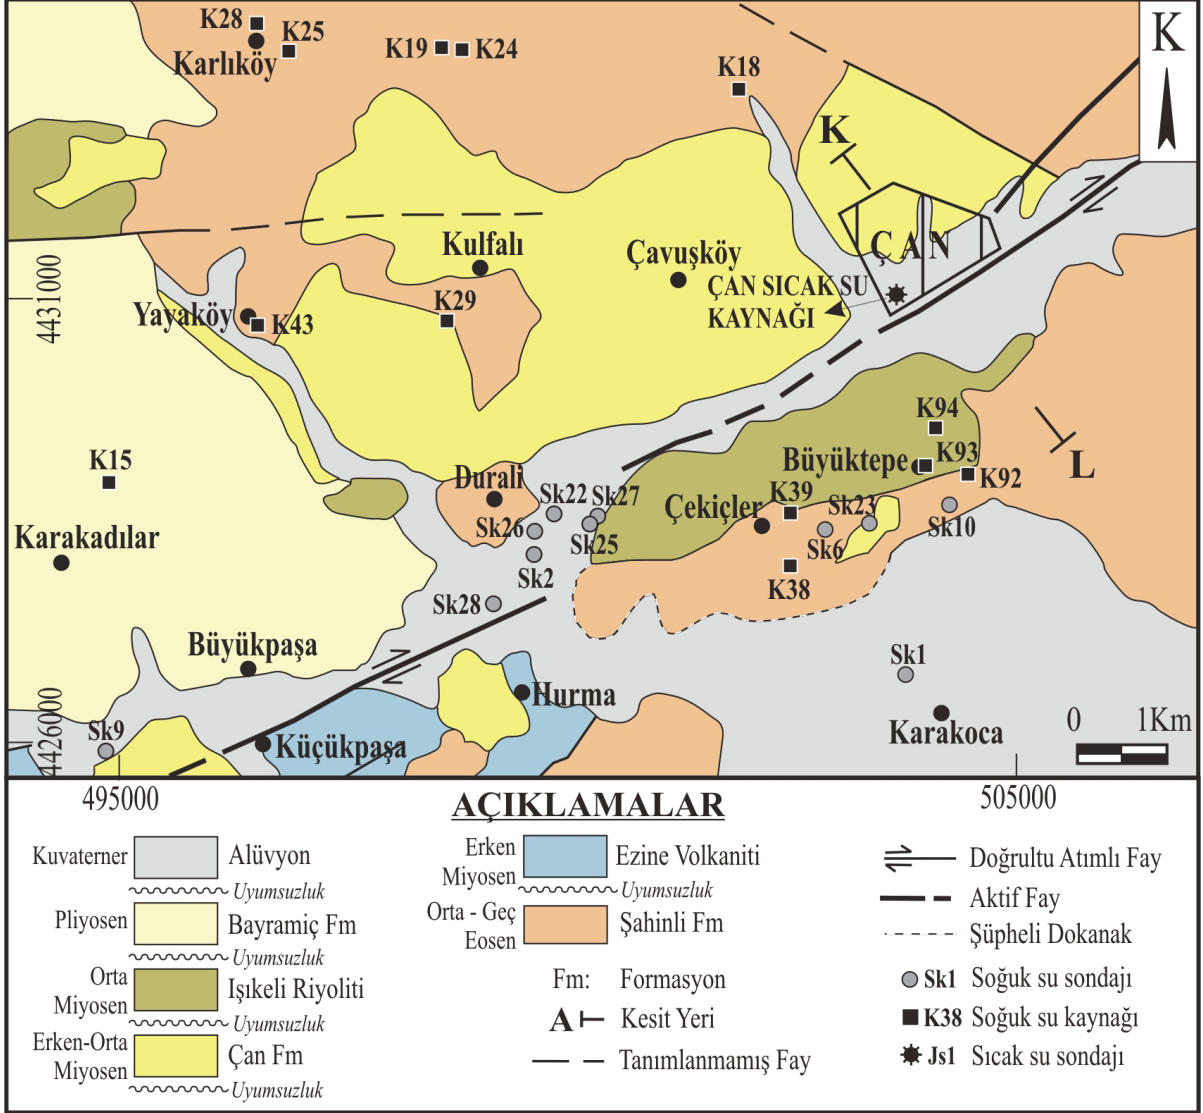 K28
K25
Karlıköy
K19
K24
K18
K
K
ÇAN
Kulfalı
Çavuşköy
ÇAN SICAK SU
KAYNAĞI
4431000
Yayaköy
K43
K29
K94
K15
Büyüktepe
K93
L
Durali
K92
Sk22
Sk27
K39
Çekiçler
Sk23
Sk26
Sk10
Sk25
Sk6
Karakadılar
Sk2
K38
Sk28
Büyükpaşa
Sk1
Hurma
4426000
Sk9
Küçükpaşa
Karakoca
0 1Km
495000
505000
AÇIKLAMALAR
Kuvaterner
Alüvyon
Uyumsuzluk
Pliyosen
Bayramiç Fm
Uyumsuzluk
Orta
Miyosen
Işıkeli Riyoliti
Uyumsuzluk
Erken-Orta
Miyosen
Çan Fm
Uyumsuzluk
Erken
Miyosen
Ezine Volkaniti
Uyumsuzluk
Orta - Geç
Eosen
Şahinli Fm
Fm: Formasyon
A Kesit Yeri
Tanımlanmamış Fay
Doğrultu Atımlı Fay
Aktif Fay
Şüpheli Dokanak
Sk1 Soğuk su sondajı
K38 Soğuk su kaynağı
Js1 Sıcak su sondajı